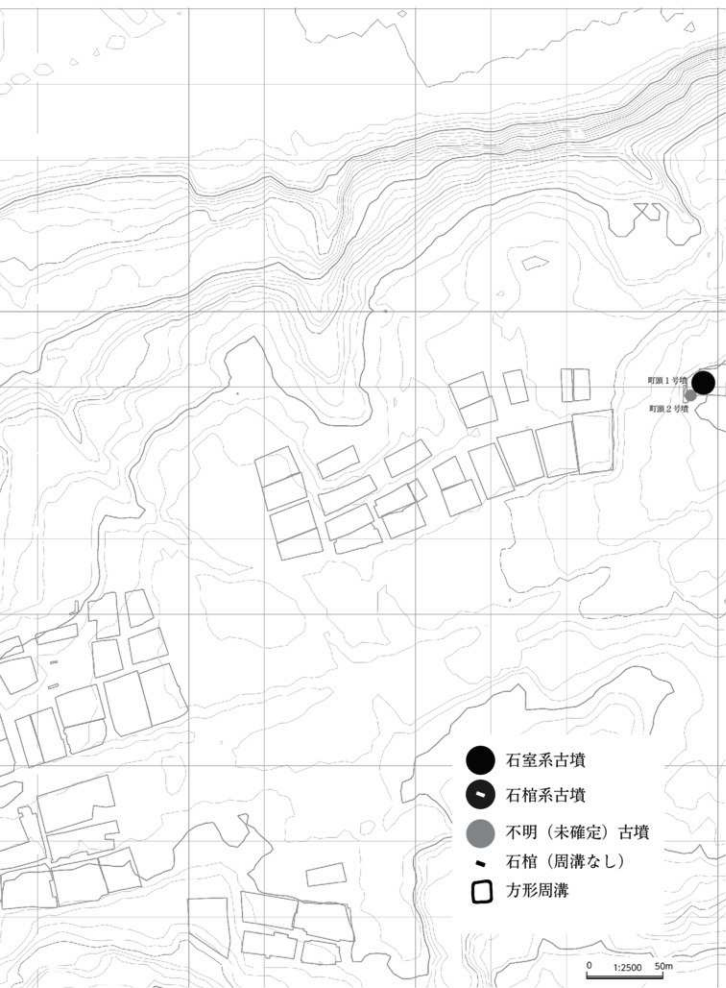 町頭１号墳
町頭２号墳
石室系古墳
石棺系古墳
不明（未確定）古墳
石棺（周溝なし）
方形周溝
0 1:2500 50m